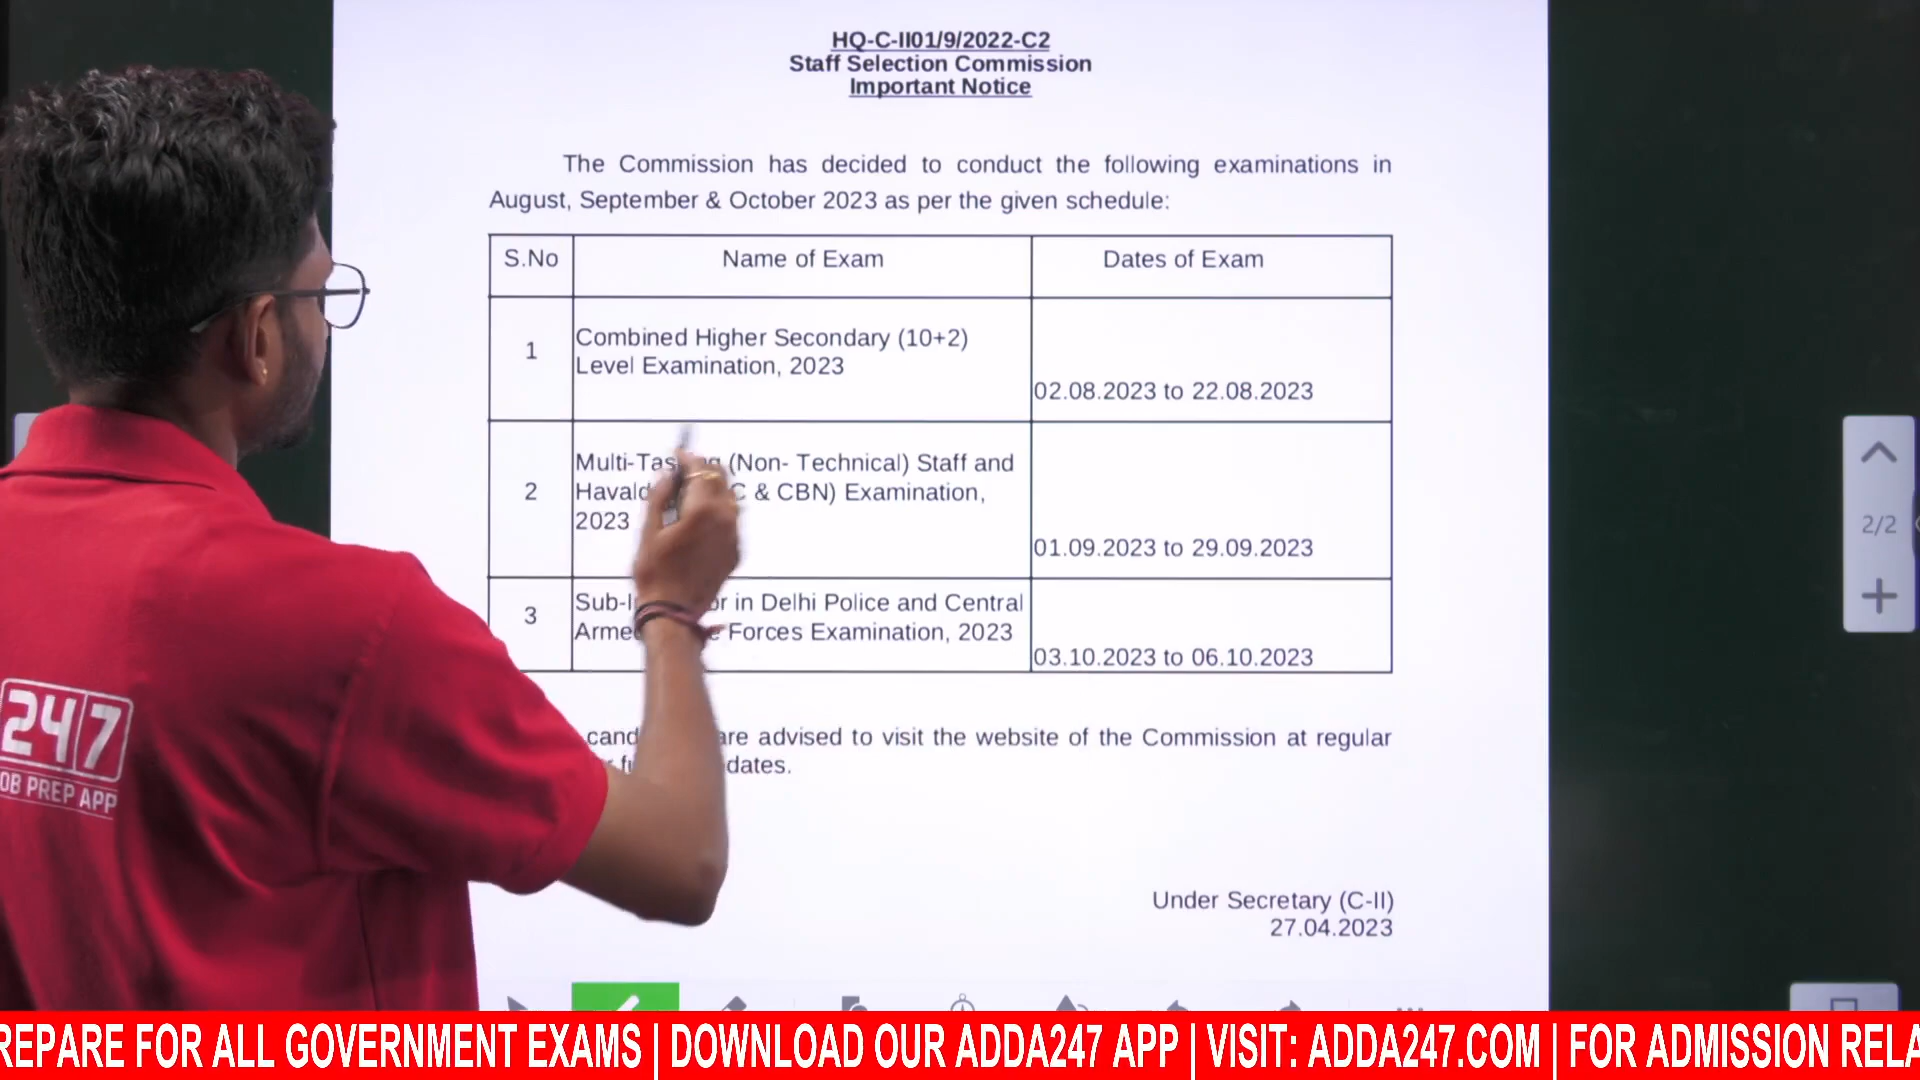 HQ-C-II01/9/2022-C2
Staff Selection Commission
Important Notice
The Commission has decided to conduct the following examinations in
August, September & October 2023 as per the given schedule:
S.No Name of Exam Dates of Exam
1 Combined Higher Secondary (10+2)
Level Examination, 2023
02.08.2023 to 22.08.2023
2 (Non- Technical) Staff and
& CBN) Examination,
2023
01.09.2023 to 29.09.2023
3 in Delhi Police and Central
Forces Examination, 2023
03.10.2023 to 06.10.2023
are advised to visit the website of the Commission at regular
Under Secretary (C-II)
27.04.2023
2/2
247
PREP APP
FOR ALL GOVERNMENT EXAMS | DOWNLOAD OUR ADDA247 APP | VISIT: ADDA247.COM | FOR ADMISSION